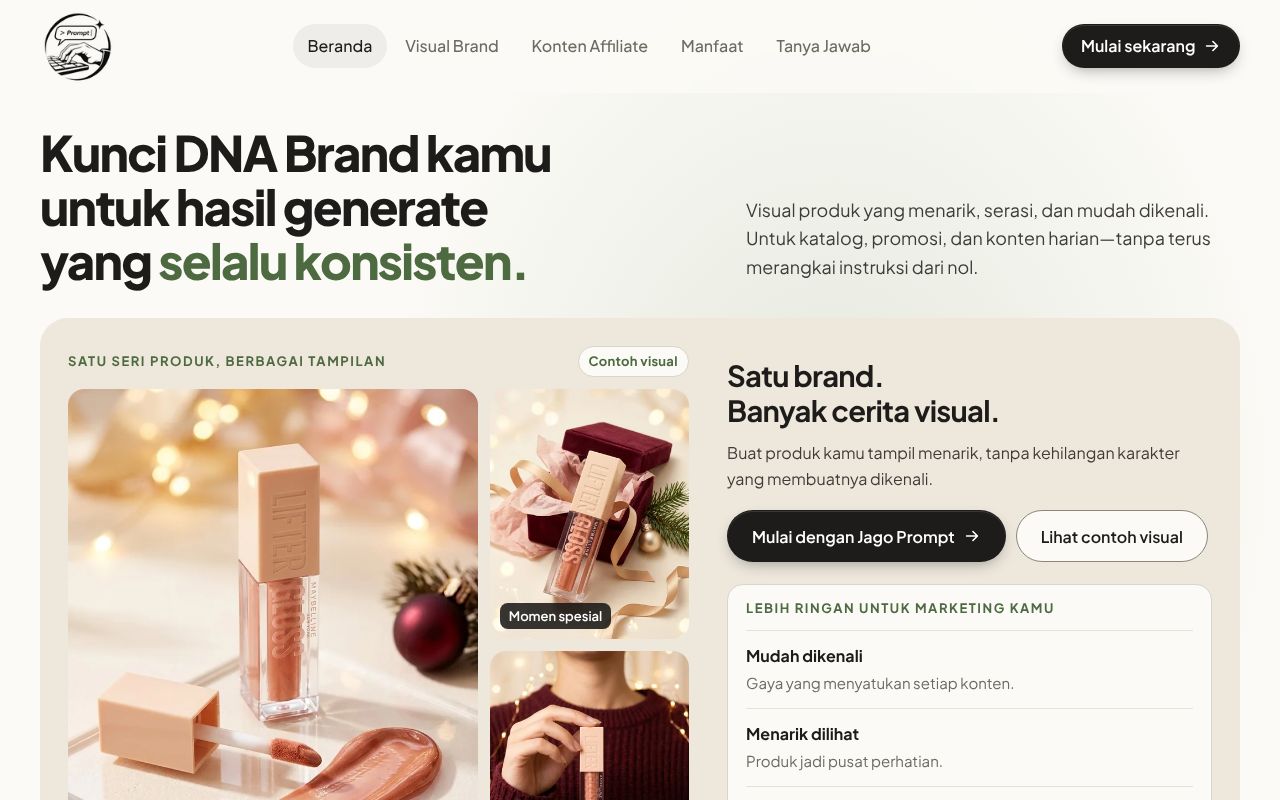 > Prompt|
Beranda
Visual Brand
Konten Affiliate
Manfaat
Tanya Jawab
Mulai sekarang →
Kunci DNA Brand kamu
untuk hasil generate
yang selalu konsisten.
Visual produk yang menarik, serasi, dan mudah dikenali.
Untuk katalog, promosi, dan konten harian—tanpa terus
merangkai instruksi dari nol.
SATU SERI PRODUK, BERBAGAI TAMPILAN
Contoh visual
LIFTER
GLOSS
MAYBELLINE
LIFTER
GLOSS
Momen spesial
LIFTER
Satu brand.
Banyak cerita visual.
Buat produk kamu tampil menarik, tanpa kehilangan karakter
yang membuatnya dikenali.
Mulai dengan Jago Prompt →
Lihat contoh visual
LEBIH RINGAN UNTUK MARKETING KAMU
Mudah dikenali
Gaya yang menyatukan setiap konten.
Menarik dilihat
Produk jadi pusat perhatian.